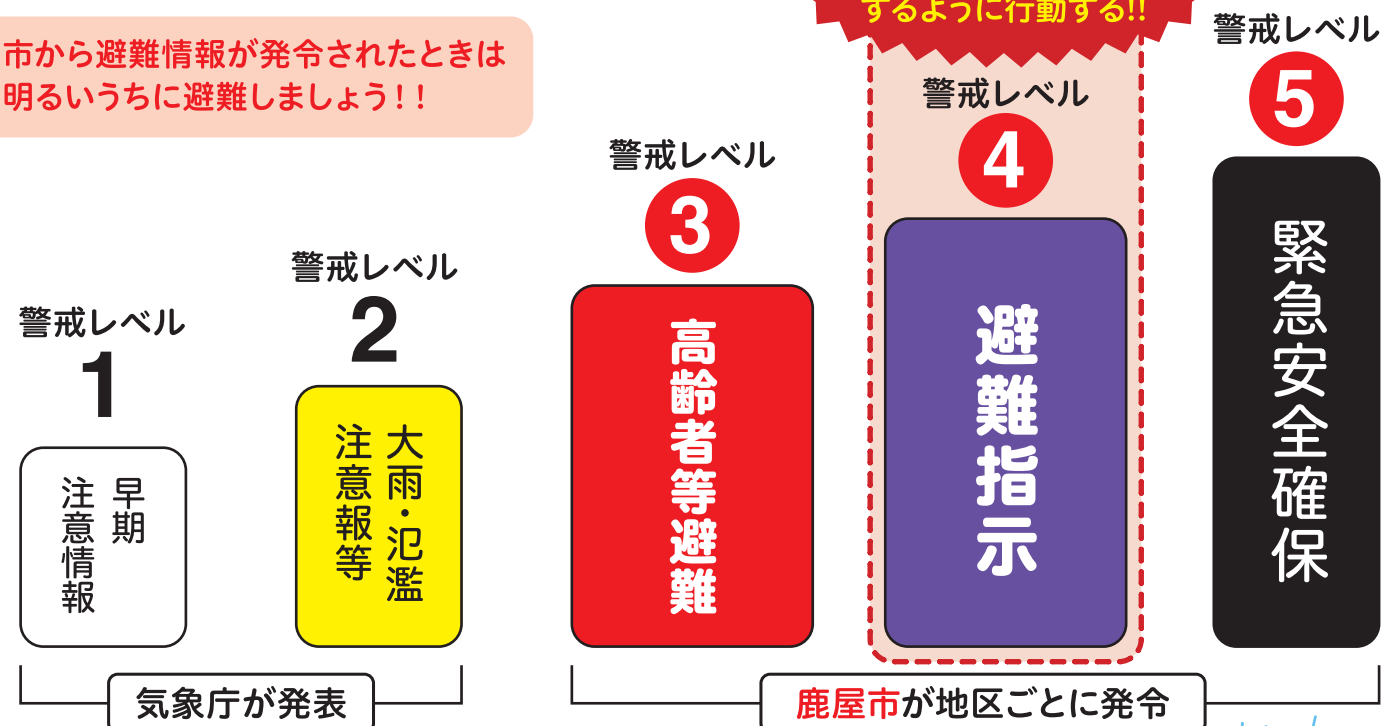 するように行動する!!
市から避難情報が発令されたときは
明るいうちに避難しましょう！！
警戒レベル
1
早期
注意情報
警戒レベル
2
大雨・氾濫
注意報等
警戒レベル
3
高齢者等避難
警戒レベル
4
避難指示
警戒レベル
5
緊急安全確保
気象庁が発表
鹿屋市が地区ごとに発令